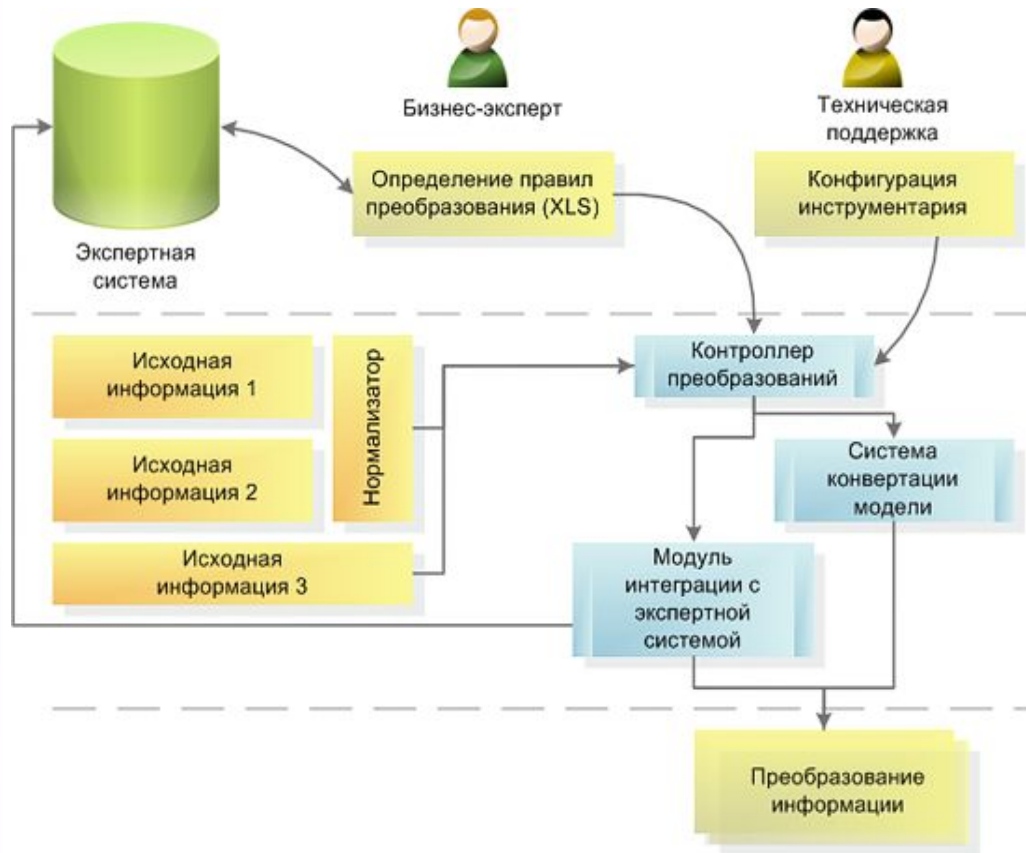 Бизнес-эксперт
Техническая
поддержка
Определение правил
преобразования (XLS)
Конфигурация
инструментария
Экспертная
система
Исходная
информация 1
Нормализатор
Контроллер
преобразований
Исходная
информация 2
Система
конвертации
модели
Исходная
информация 3
Модуль
интеграции с
экспертной
системой
Преобразование
информации